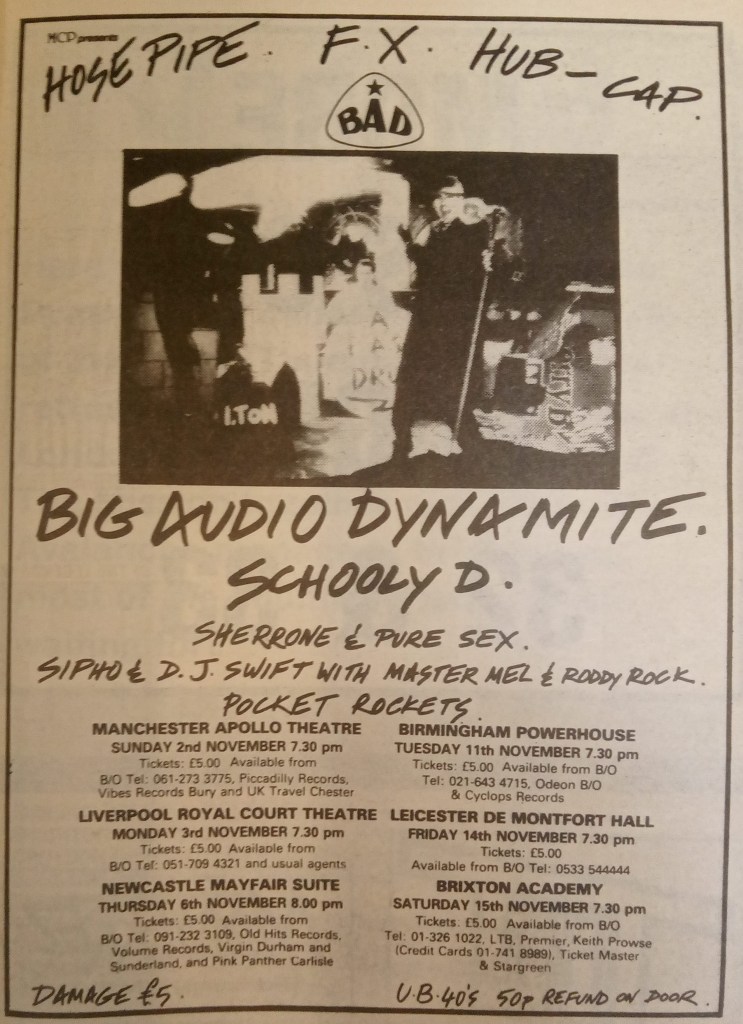 MCP presents
HOSE PIPE. F.X. HUB-CAP.
BAD
I.TOM
DRU
BIG AUDIO DYNAMITE.
SCHOOLY D.
SHERRONE & PURE SEX.
SIPHO & D.J. SWIFT WITH MASTER MEL & RODDY ROCK.
POCKET ROCKETS.
MANCHESTER APOLLO THEATRE
SUNDAY 2nd NOVEMBER 7.30 pm
Tickets: £5.00 Available from
B/O Tel: 061-273 3775, Piccadilly Records,
Vibes Records Bury and UK Travel Chester
LIVERPOOL ROYAL COURT THEATRE
MONDAY 3rd NOVEMBER 7.30 pm
Tickets: £5.00 Available from
B/O Tel: 051-709 4321 and usual agents
NEWCASTLE MAYFAIR SUITE
THURSDAY 6th NOVEMBER 8.00 pm
Tickets: £5.00 Available from
B/O Tel: 091-232 3109, Old Hits Records,
Volume Records, Virgin Durham and
Sunderland, and Pink Panther Carlisle
BIRMINGHAM POWERHOUSE
TUESDAY 11th NOVEMBER 7.30 pm
Tickets: £5.00 Available from B/O
Tel: 021-643 4715, Odeon B/O
& Cyclops Records
LEICESTER DE MONTFORT HALL
FRIDAY 14th NOVEMBER 7.30 pm
Tickets: £5.00
Available from B/O Tel: 0533 544444
BRIXTON ACADEMY
SATURDAY 15th NOVEMBER 7.30 pm
Tickets: £5.00 Available from B/O
Tel: 01-326 1022, LTB, Premier, Keith Prowse
(Credit Cards 01-741 8989), Ticket Master
& Stargreen
DAMAGE £5.
U.B.40's 50p REFUND ON DOOR.